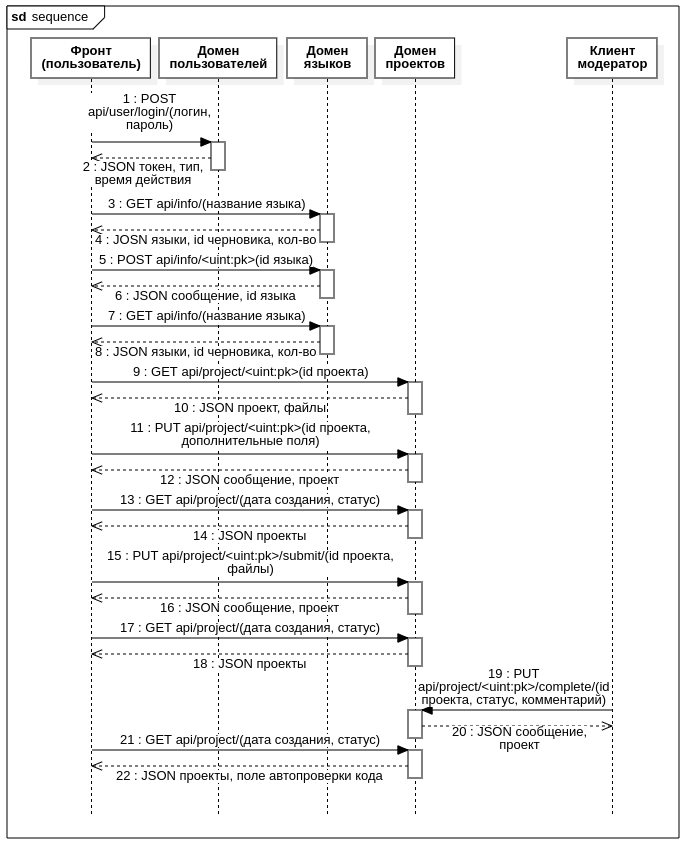 sd sequence
Фронт
(пользователь)
Домен
пользователей
Домен
языков
Домен
проектов
Клиент
модератор
1 : POST
api/user/login/(логин,
пароль)
2 : JSON токен, тип,
время действия
3 : GET api/info/(название языка)
4 : JOSN языки, id черновика, кол-во
5 : POST api/info/<uint:pk>(id языка)
6 : JSON сообщение, id языка
7 : GET api/info/(название языка)
8 : JSON языки, id черновика, кол-во
9 : GET api/project/<uint:pk>(id проекта)
10 : JSON проект, файлы
11 : PUT api/project/<uint:pk>(id проекта,
дополнительные поля)
12 : JSON сообщение, проект
13 : GET api/project/(дата создания, статус)
14 : JSON проекты
15 : PUT api/project/<uint:pk>/submit/(id проекта,
файлы)
16 : JSON сообщение, проект
17 : GET api/project/(дата создания, статус)
18 : JSON проекты
19 : PUT
api/project/<uint:pk>/complete/(id
проекта, статус, комментарий)
20 : JSON сообщение,
проект
21 : GET api/project/(дата создания, статус)
22 : JSON проекты, поле автопроверки кода